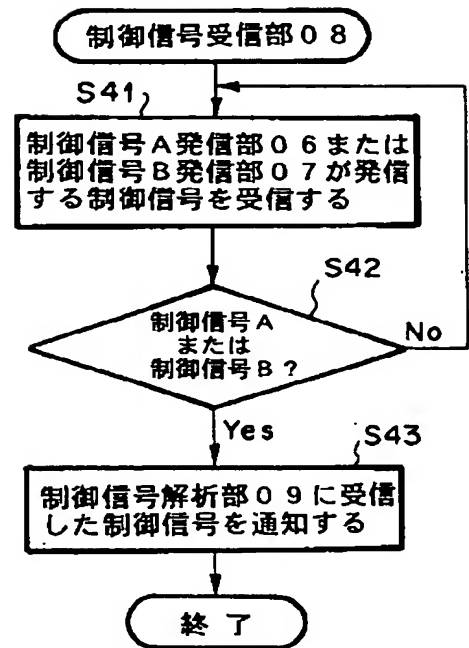 制御信号受信部０８
S41
制御信号A発信部０６または
制御信号B発信部０７が発信
する制御信号を受信する
S42
制御信号A
または
制御信号B？
No
Yes
S43
制御信号解析部０９に受信
した制御信号を通知する
終了